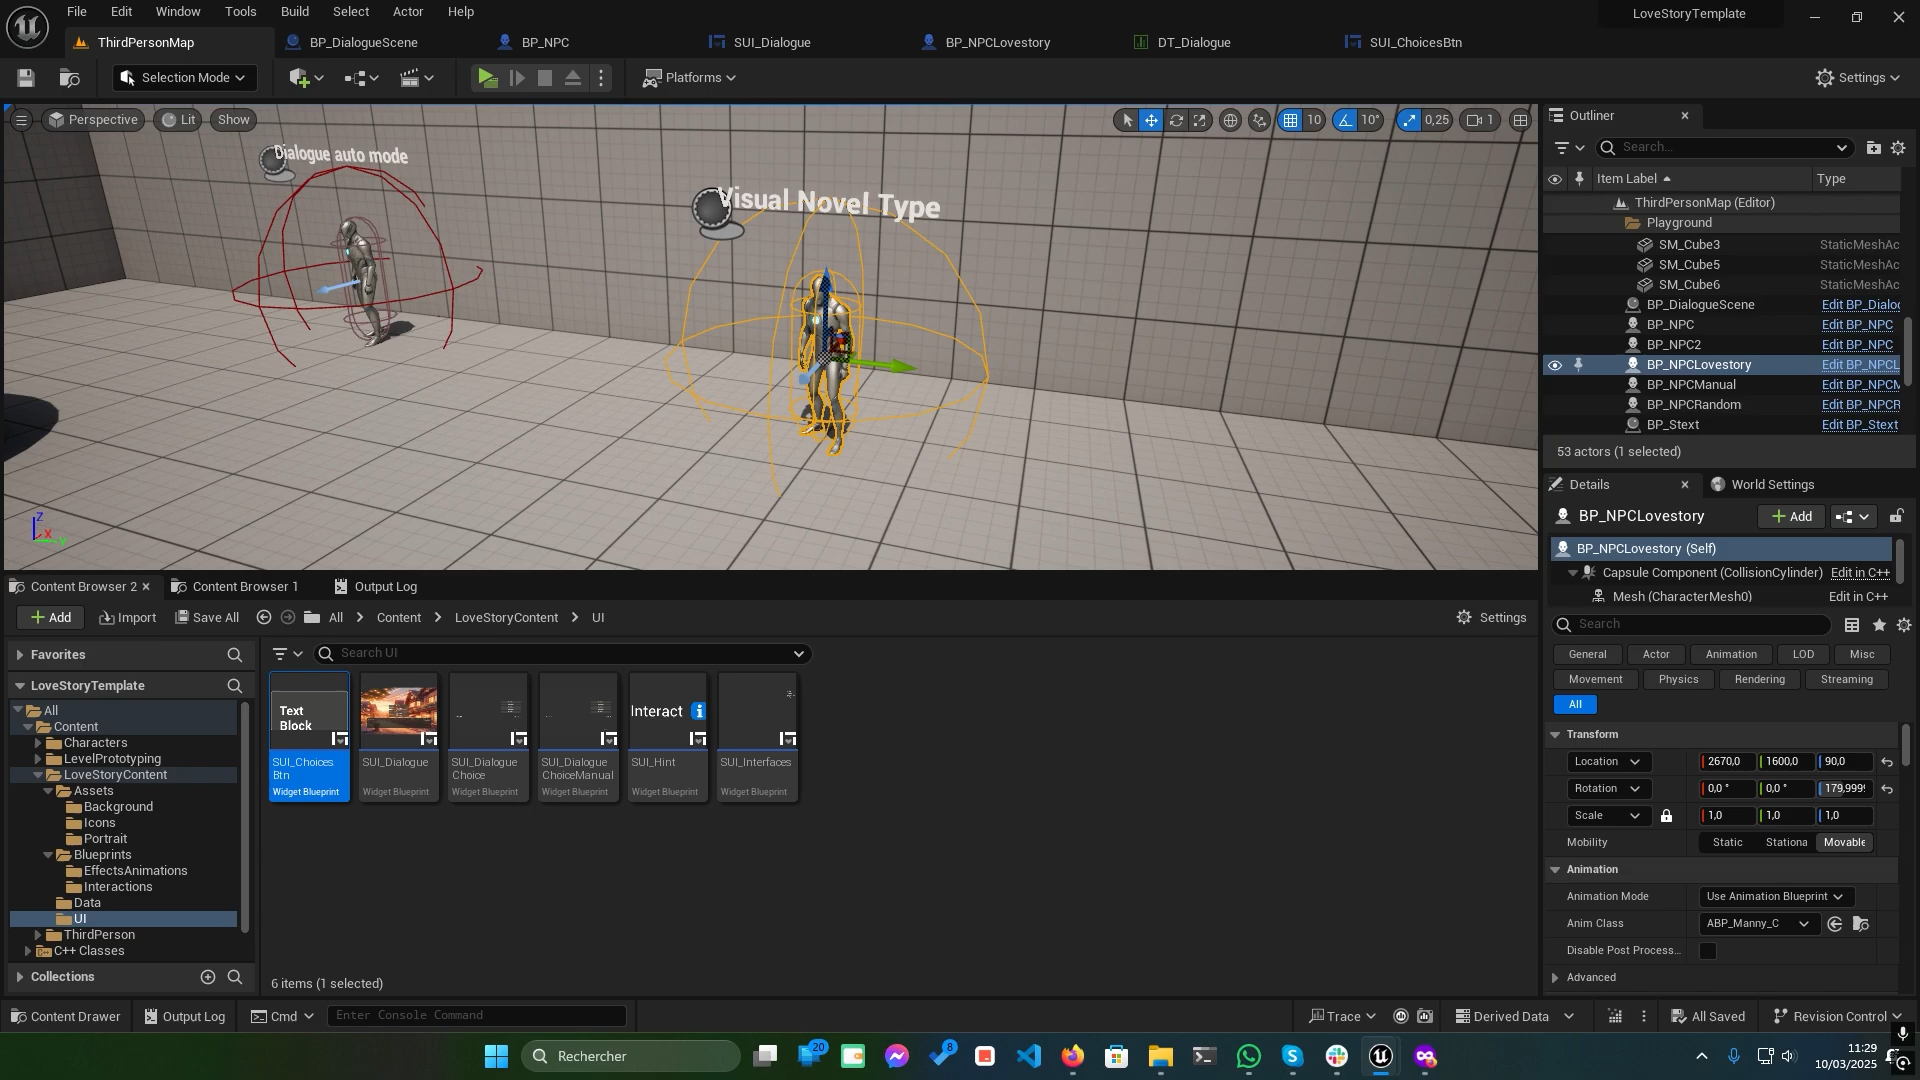 File Edit Window Tools Build Select Actor Help
LoveStoryTemplate
ThirdPersonMap BP_DialogueScene BP_NPC SUI_Dialogue BP_NPCLovestory DT_Dialogue SUI_ChoicesBtn
Selection Mode Platforms Settings
Perspective Lit Show 10 10° 0,25 1
Dialogue auto mode
Visual Novel Type
Z X Y
Outliner
Search...
Item Label Type
ThirdPersonMap (Editor)
Playground
SM_Cube3 StaticMeshAc
SM_Cube5 StaticMeshAc
SM_Cube6 StaticMeshAc
BP_DialogueScene Edit BP_Dialog
BP_NPC Edit BP_NPC
BP_NPC2 Edit BP_NPC
BP_NPCLovestory Edit BP_NPCL
BP_NPCManual Edit BP_NPCM
BP_NPCRandom Edit BP_NPCR
BP_Stext Edit BP_Stext
53 actors (1 selected)
Details World Settings
BP_NPCLovestory Add
BP_NPCLovestory (Self)
Capsule Component (CollisionCylinder) Edit in C++
Mesh (CharacterMesh0) Edit in C++
Search
General Actor Animation LOD Misc
Movement Physics Rendering Streaming
All
Transform
Location 2670,0 1600,0 90,0
Rotation 0,0 ° 0,0 ° 179,9999
Scale 1,0 1,0 1,0
Mobility Static Stationa Movable
Animation
Animation Mode Use Animation Blueprint
Anim Class ABP_Manny_C
Disable Post Process...
Advanced
Content Browser 2 Content Browser 1 Output Log
Add Import Save All All Content LoveStoryContent UI Settings
Favorites
LoveStoryTemplate
All
Content
Characters
LevelPrototyping
LoveStoryContent
Assets
Background
Icons
Portrait
Blueprints
EffectsAnimations
Interactions
Data
UI
ThirdPerson
C++ Classes
Collections
Search UI
Text
Block
Interact
SUI_Choices
Btn
Widget Blueprint
SUI_Dialogue
Widget Blueprint
SUI_Dialogue
Choice
Widget Blueprint
SUI_Dialogue
ChoiceManual
Widget Blueprint
SUI_Hint
Widget Blueprint
SUI_Interfaces
Widget Blueprint
6 items (1 selected)
Content Drawer Output Log Cmd Enter Console Command Trace Derived Data All Saved Revision Control
Rechercher 20 8
11:29
10/03/2025